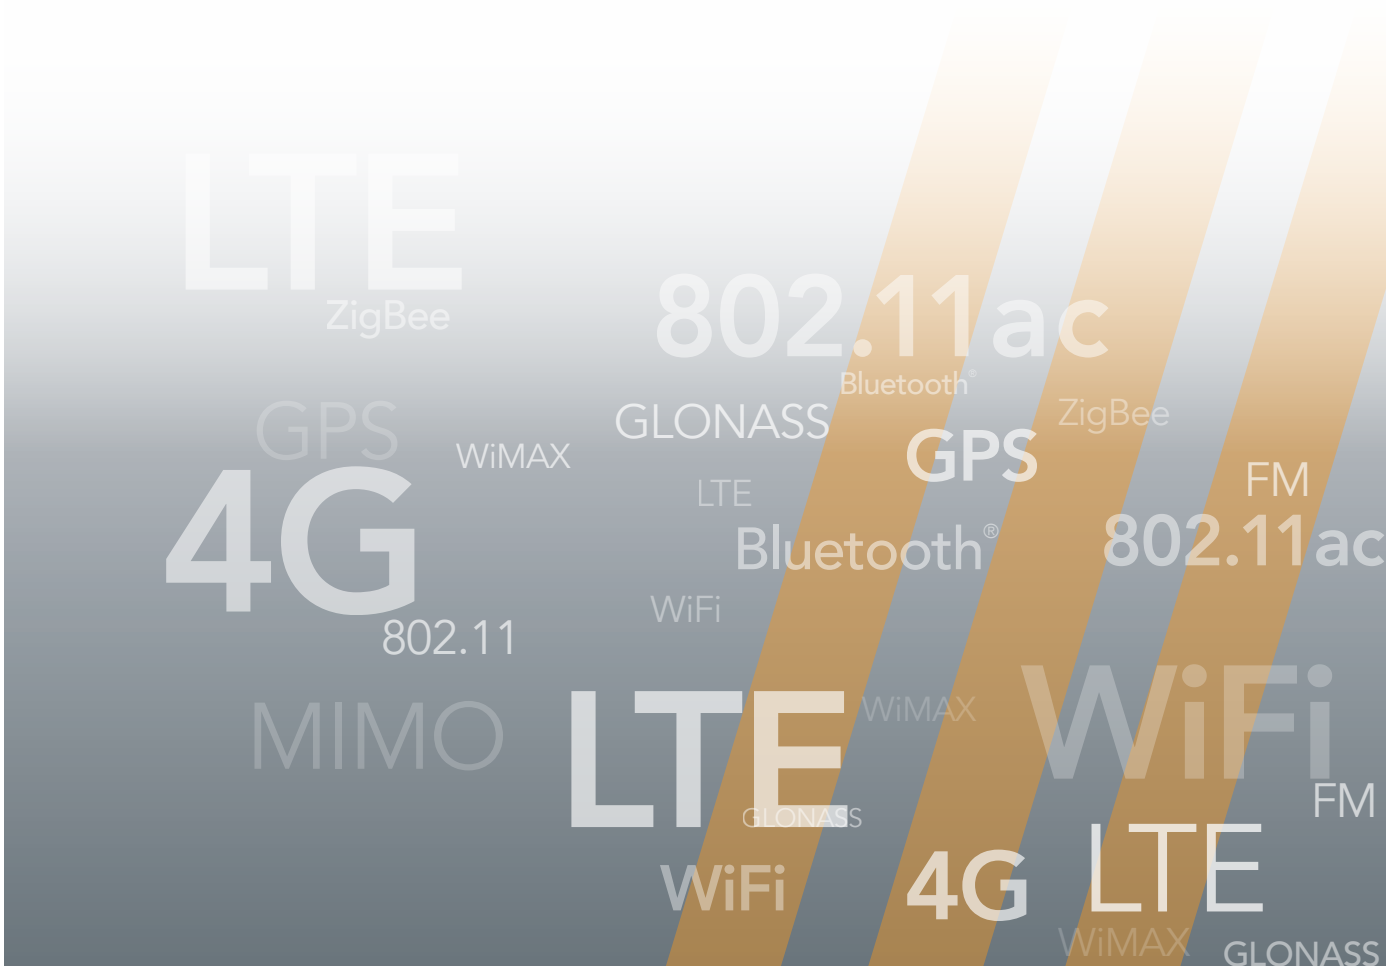 LTE
ZigBee
802.11ac
Bluetooth®
GPS
GLONASS
ZigBee
WiMAX
GPS
4G
LTE
FM
Bluetooth®
802.11ac
WiFi
802.11
MIMO
LTE
WiMAX
WiFi
GLONASS
FM
WiFi
4G
LTE
WiMAX
GLONASS